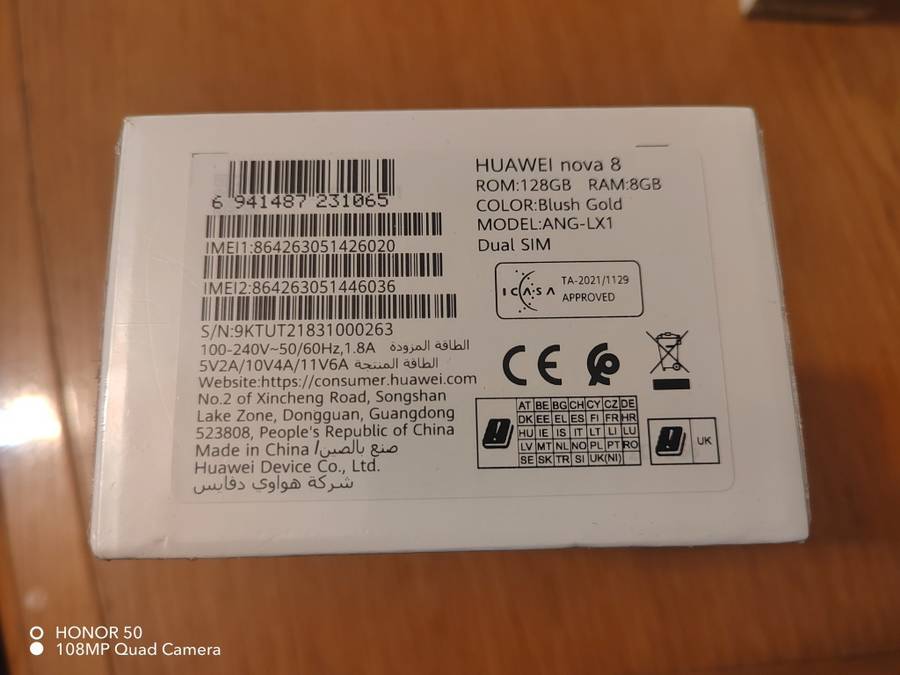 6 941487 231065
IMEI1:864263051426020
IMEI2:864263051446036
S/N:9KTUT21831000263
100-240V~50/60Hz,1.8A الطاقة المزودة
5V2A/10V4A/11V6A الطاقة المنتجة
Website:https://consumer.huawei.com
No.2 of Xincheng Road, Songshan
Lake Zone, Dongguan, Guangdong
523808, People's Republic of China
Made in China /صنع بالصين
Huawei Device Co., Ltd.
شركة هواوي دفايس
HUAWEI nova 8
ROM:128GB RAM:8GB
COLOR:Blush Gold
MODEL:ANG-LX1
Dual SIM
ICASA
TA-2021/1129
APPROVED
CE
AT BE BG CH CY CZ DE
DK EE EL ES FI FR HR
HU IE IS IT LT LI LU
LV MT NL NO PL PT RO
SE SK TR SI UK(NI)
UK
HONOR 50
108MP Quad Camera